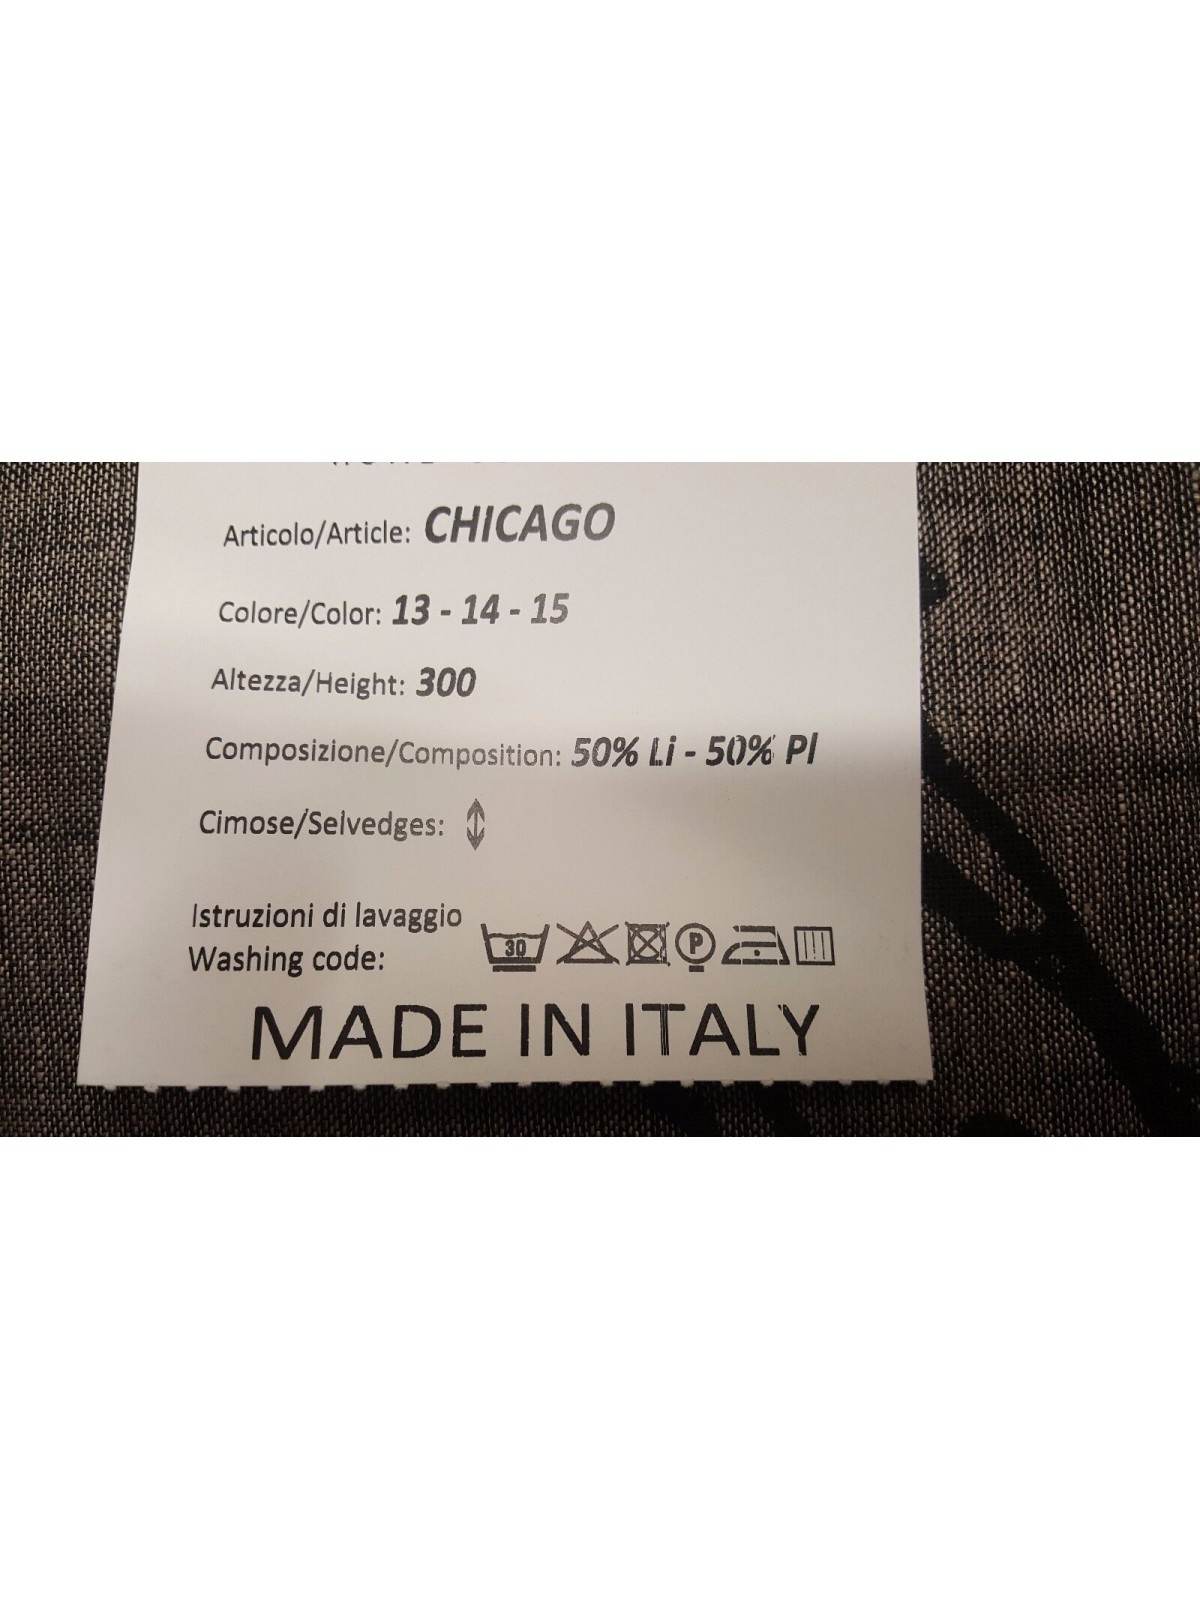 Articolo/Article: CHICAGO
Colore/Color: 13 - 14 - 15
Altezza/Height: 300
Composizione/Composition: 50% Li - 50% Pl
Cimose/Selvedges:
Istruzioni di lavaggio
Washing code: 30 P
MADE IN ITALY